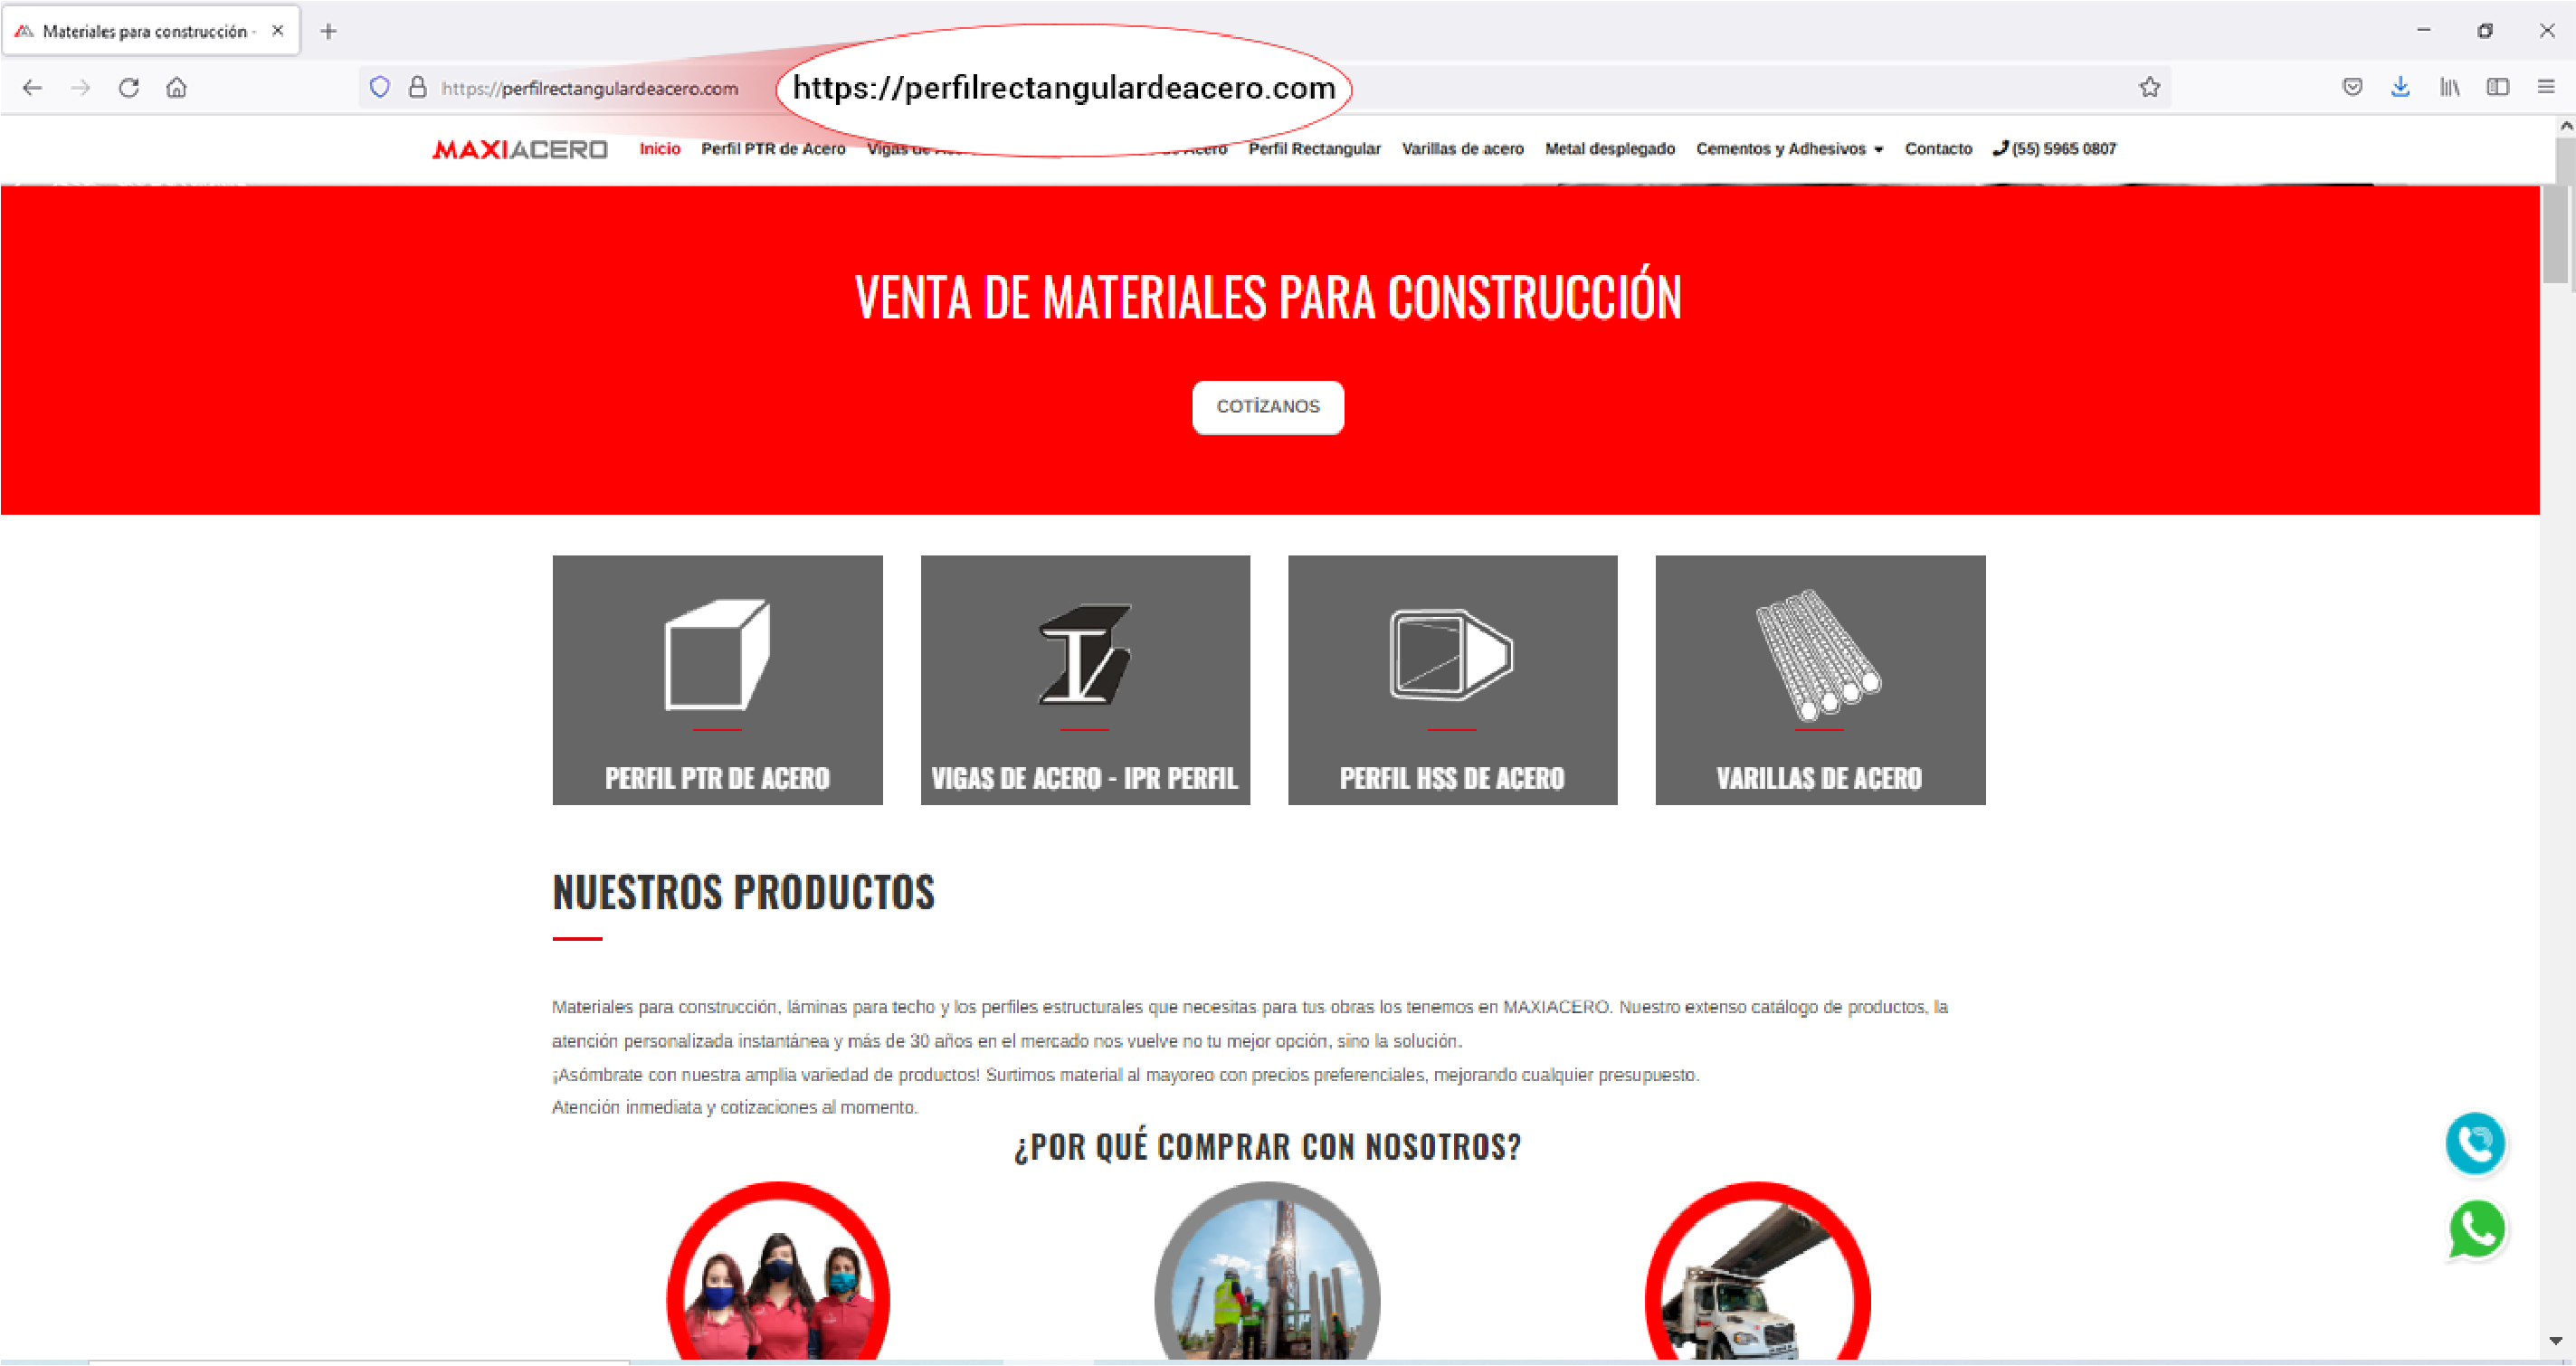 Materiales para construcción -
https://perfilrectangulardeacero.com
https://perfilrectangulardeacero.com
MAXIACERO Inicio Perfil PTR de Acero Vigas de Acero Perfil Rectangular Varillas de acero Metal desplegado Cementos y Adhesivos Contacto (55) 5965 0807
VENTA DE MATERIALES PARA CONSTRUCCIÓN
COTÍZANOS
PERFIL PTR DE ACERO
VIGAS DE ACERO - IPR PERFIL
PERFIL HSS DE ACERO
VARILLAS DE ACERO
NUESTROS PRODUCTOS
Materiales para construcción, láminas para techo y los perfiles estructurales que necesitas para tus obras los tenemos en MAXIACERO. Nuestro extenso catálogo de productos, la
atención personalizada instantánea y más de 30 años en el mercado nos vuelve no tu mejor opción, sino la solución.
¡Asómbrate con nuestra amplia variedad de productos! Surtimos material al mayoreo con precios preferenciales, mejorando cualquier presupuesto.
Atención inmediata y cotizaciones al momento.
¿POR QUÉ COMPRAR CON NOSOTROS?